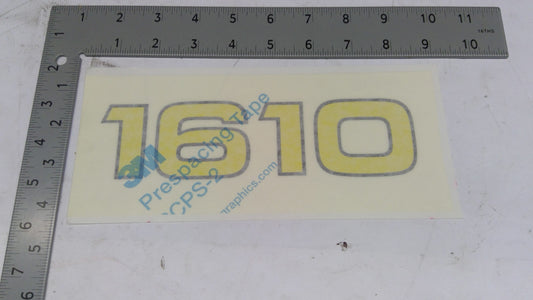 1 2 3 4 5 6 7 8 9 10 11
16THS
1 2 3 4 5 6 7 8 9 10
1610
3M
Prespacing Tape
SCPS-2
graphics.com
2 1
1 2 3 4 5
2 3 4 5 6 7